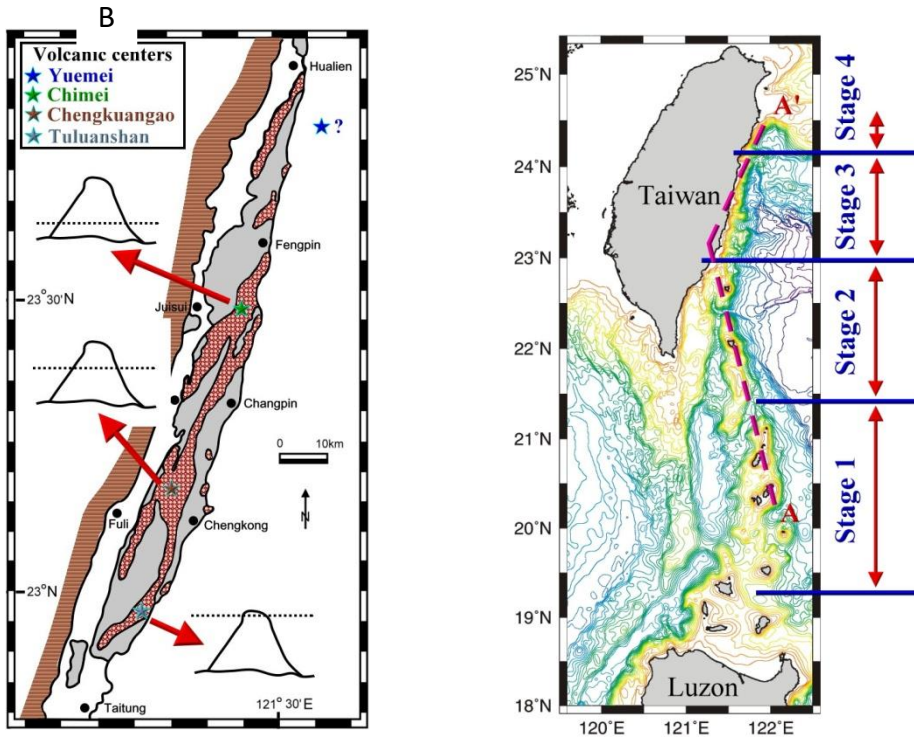 B
Volcanic centers
Yuemei
Chimei
Chengkuangao
Tuluanshan
Hualien
?
Fengpin
23°30'N
Juisui
Changpin
0 10km
N
Fuli
Chengkong
23°N
Taitung
121°30'E
25°N
24°N
23°N
22°N
21°N
20°N
19°N
18°N
120°E
121°E
122°E
A'
Taiwan
A
Luzon
Stage 4
Stage 3
Stage 2
Stage 1